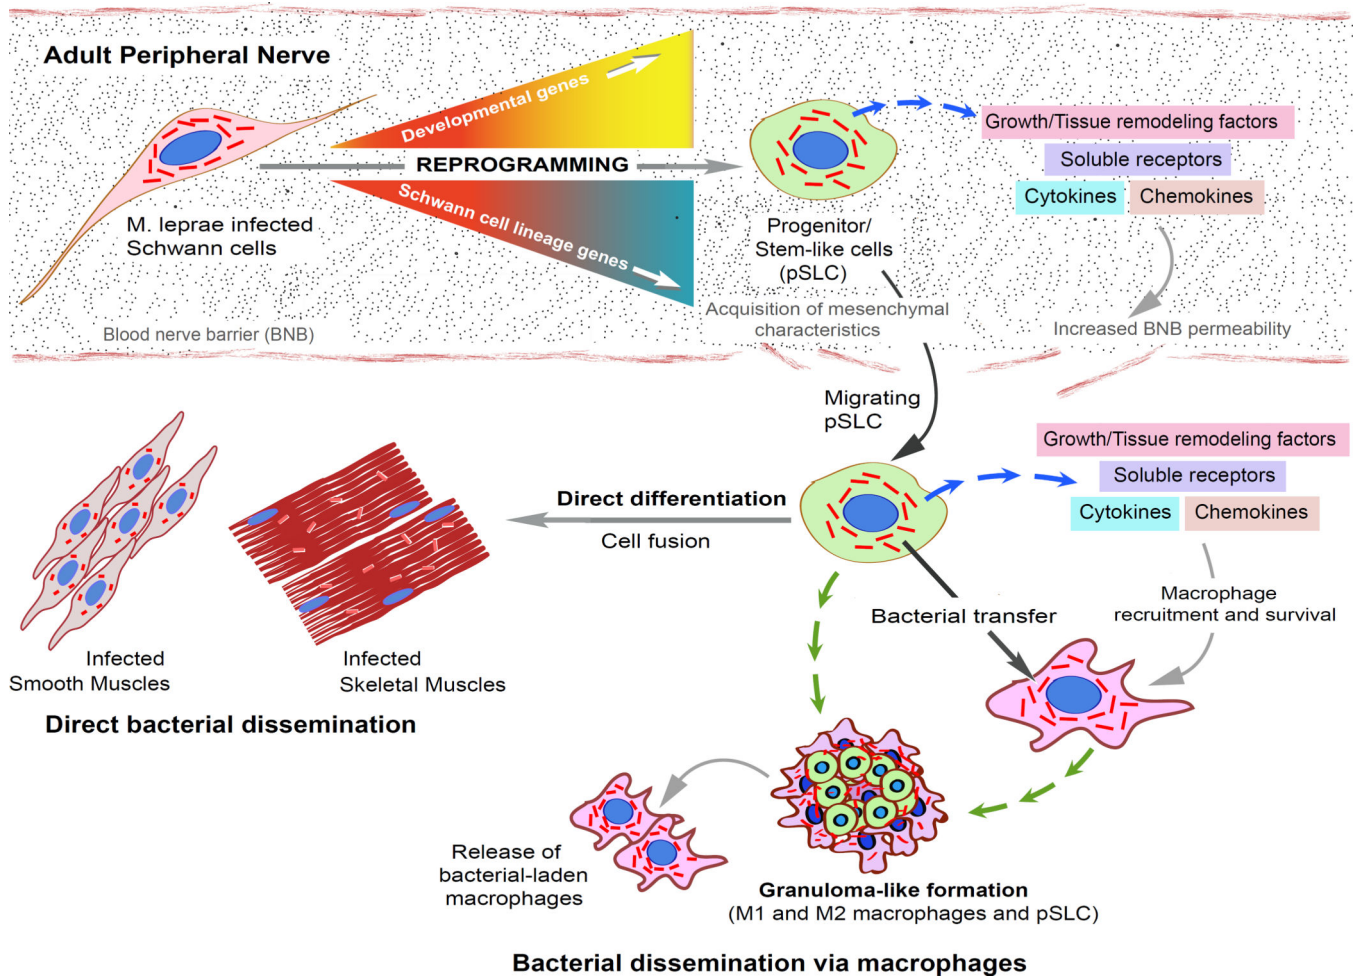 Adult Peripheral Nerve
Developmental genes
REPROGRAMMING
Schwann cell lineage genes
M. leprae infected
Schwann cells
Blood nerve barrier (BNB)
Progenitor/
Stem-like cells
(pSLC)
Acquisition of mesenchymal
characteristics
Growth/Tissue remodeling factors
Soluble receptors
Cytokines
Chemokines
Increased BNB permeability
Migrating
pSLC
Growth/Tissue remodeling factors
Soluble receptors
Cytokines
Chemokines
Direct differentiation
Cell fusion
Bacterial transfer
Macrophage
recruitment and survival
Infected
Smooth Muscles
Infected
Skeletal Muscles
Direct bacterial dissemination
Release of
bacterial-laden
macrophages
Granuloma-like formation
(M1 and M2 macrophages and pSLC)
Bacterial dissemination via macrophages